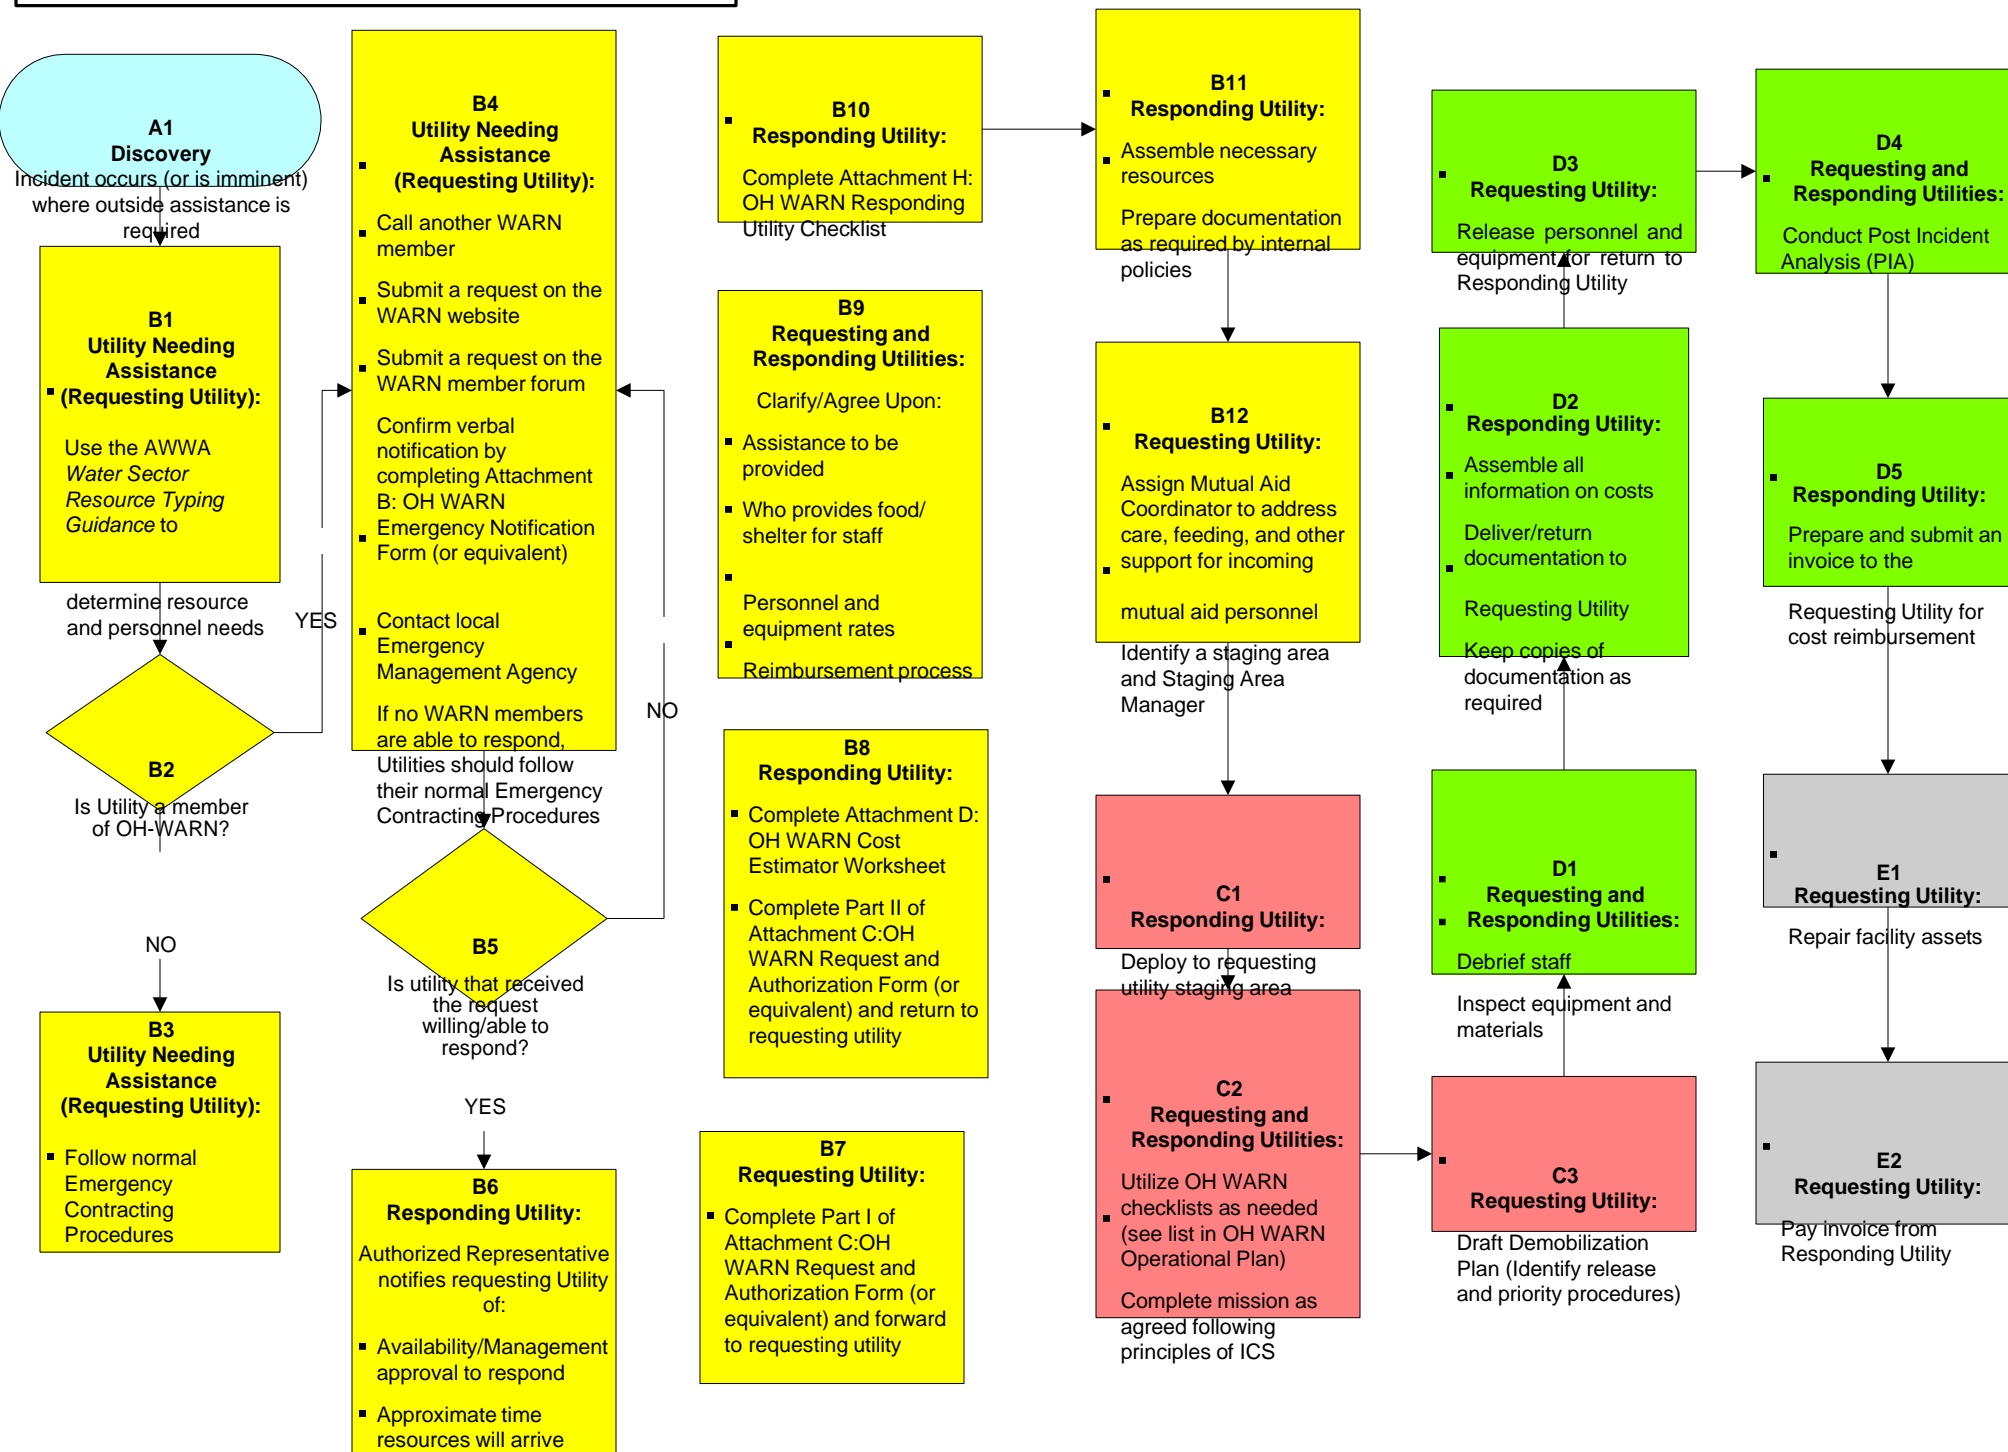 A1
Discovery
Incident occurs (or is imminent)
where outside assistance is
required
B1
Utility Needing
Assistance
(Requesting Utility):
Use the AWWA
Water Sector
Resource Typing
Guidance to
determine resource
and personnel needs
YES
B2
Is Utility a member
of OH-WARN?
NO
B3
Utility Needing
Assistance
(Requesting Utility):
Follow normal
Emergency
Contracting
Procedures
B4
Utility Needing
Assistance
(Requesting Utility):
Call another WARN
member
Submit a request on the
WARN website
Submit a request on the
WARN member forum
Confirm verbal
notification by
completing Attachment
B: OH WARN
Emergency Notification
Form (or equivalent)
Contact local
Emergency
Management Agency
If no WARN members
are able to respond,
Utilities should follow
their normal Emergency
Contracting Procedures
NO
B5
Is utility that received
the request
willing/able to
respond?
YES
B6
Responding Utility:
Authorized Representative
notifies requesting Utility
of:
Availability/Management
approval to respond
Approximate time
resources will arrive
B10
Responding Utility:
Complete Attachment H:
OH WARN Responding
Utility Checklist
B9
Requesting and
Responding Utilities:
Clarify/Agree Upon:
Assistance to be
provided
Who provides food/
shelter for staff
Personnel and
equipment rates
Reimbursement process
B8
Responding Utility:
Complete Attachment D:
OH WARN Cost
Estimator Worksheet
Complete Part II of
Attachment C:OH
WARN Request and
Authorization Form (or
equivalent) and return to
requesting utility
B7
Requesting Utility:
Complete Part I of
Attachment C:OH
WARN Request and
Authorization Form (or
equivalent) and forward
to requesting utility
B11
Responding Utility:
Assemble necessary
resources
Prepare documentation
as required by internal
policies
B12
Requesting Utility:
Assign Mutual Aid
Coordinator to address
care, feeding, and other
support for incoming
mutual aid personnel
Identify a staging area
and Staging Area
Manager
C1
Responding Utility:
Deploy to requesting
utility staging area
C2
Requesting and
Responding Utilities:
Utilize OH WARN
checklists as needed
(see list in OH WARN
Operational Plan)
Complete mission as
agreed following
principles of ICS
D3
Requesting Utility:
Release personnel and
equipment for return to
Responding Utility
D2
Responding Utility:
Assemble all
information on costs
Deliver/return
documentation to
Requesting Utility
Keep copies of
documentation as
required
D1
Requesting and
Responding Utilities:
Debrief staff
Inspect equipment and
materials
C3
Requesting Utility:
Draft Demobilization
Plan (Identify release
and priority procedures)
D4
Requesting and
Responding Utilities:
Conduct Post Incident
Analysis (PIA)
D5
Responding Utility:
Prepare and submit an
invoice to the
Requesting Utility for
cost reimbursement
E1
Requesting Utility:
Repair facility assets
E2
Requesting Utility:
Pay invoice from
Responding Utility